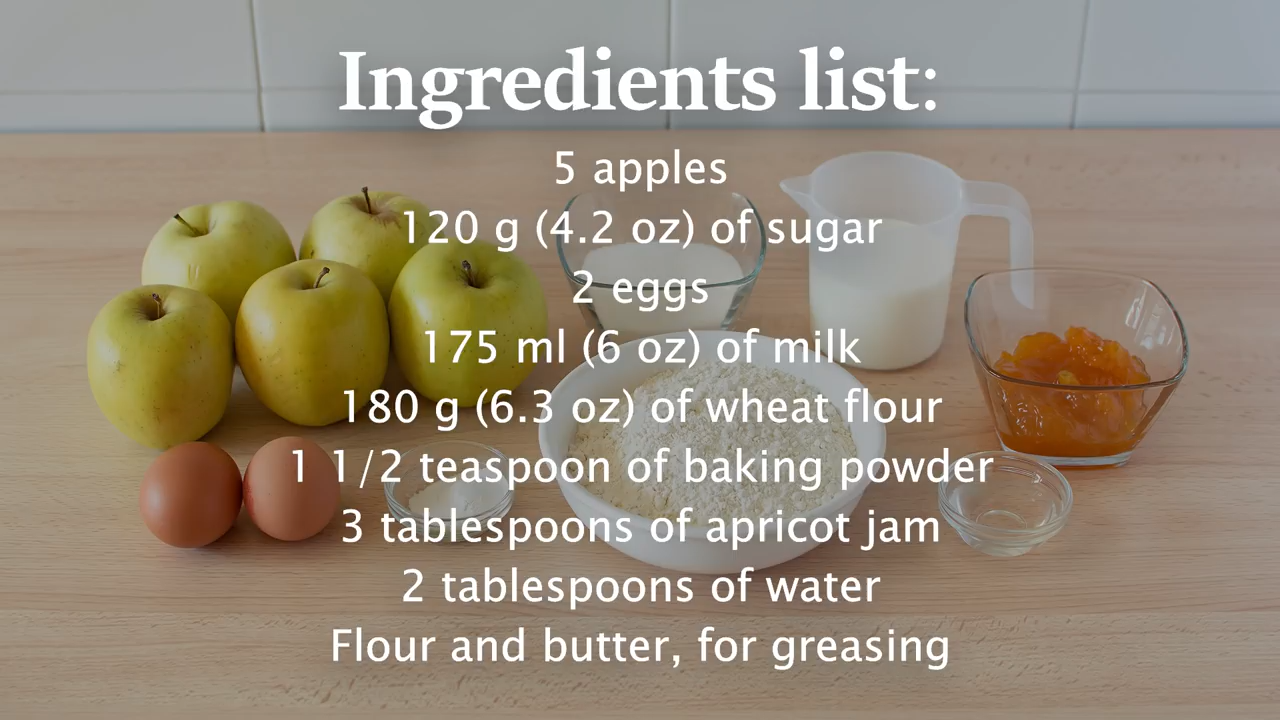 Ingredients list:
5 apples
120 g (4.2 oz) of sugar
2 eggs
175 ml (6 oz) of milk
180 g (6.3 oz) of wheat flour
1 1/2 teaspoon of baking powder
3 tablespoons of apricot jam
2 tablespoons of water
Flour and butter, for greasing